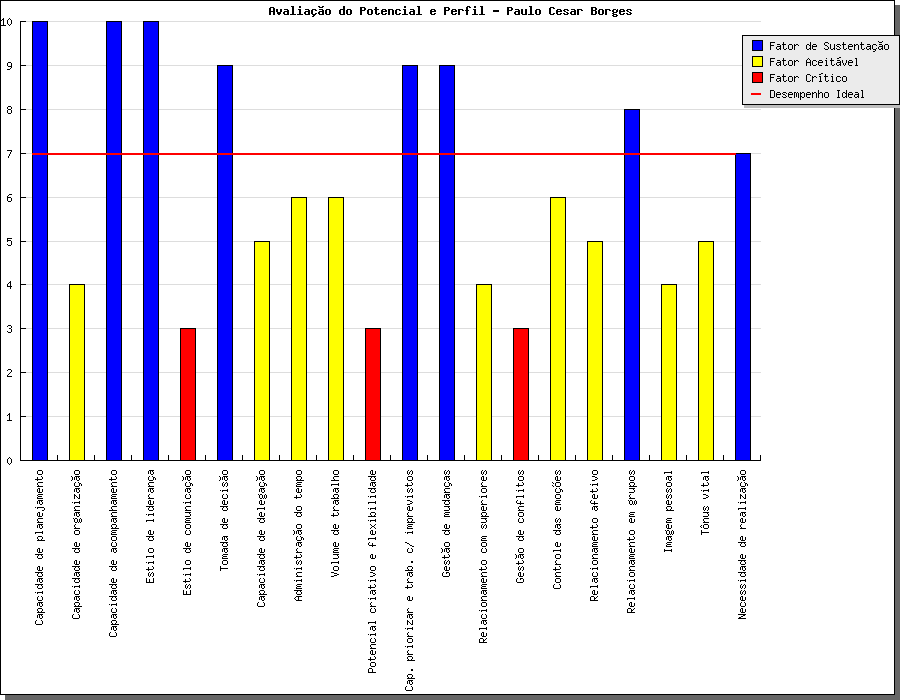 Avaliação do Potencial e Perfil - Paulo Cesar Borges
Fator de Sustentação
Fator Aceitável
Fator Crítico
Desempenho Ideal
10
9
8
7
6
5
4
3
2
1
0
Capacidade de planejamento
Capacidade de organização
Capacidade de acompanhamento
Estilo de liderança
Estilo de comunicação
Tomada de decisão
Capacidade de delegação
Administração do tempo
Volume de trabalho
Potencial criativo e flexibilidade
Cap. priorizar e trab. c/ imprevistos
Gestão de mudanças
Relacionamento com superiores
Gestão de conflitos
Controle das emoções
Relacionamento afetivo
Relacionamento em grupos
Imagem pessoal
Tônus vital
Necessidade de realização